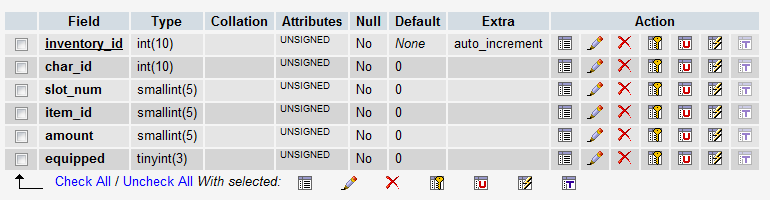 Field Type Collation Attributes Null Default Extra Action
inventory_id int(10) UNSIGNED No None auto_increment
char_id int(10) UNSIGNED No 0
slot_num smallint(5) UNSIGNED No 0
item_id smallint(5) UNSIGNED No 0
amount smallint(5) UNSIGNED No 0
equipped tinyint(3) UNSIGNED No 0
Check All / Uncheck All With selected: